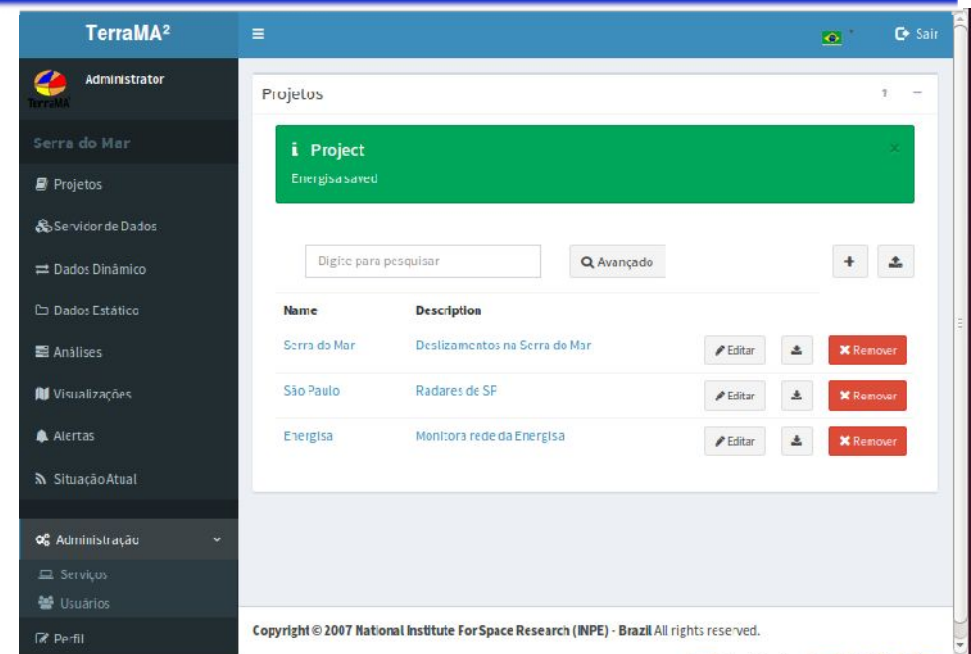 TerraMA²
Sair
Administrator
TerraMA
Projetos
Serra do Mar
Project
Energisa saved
Projetos
Servidor de Dados
Dados Dinâmico
Dados Estático
Análises
Visualizações
Alertas
Situação Atual
Administração
Serviços
Usuários
Perfil
Digite para pesquisar
Avançado
Name Description
Serra do Mar Deslizamentos na Serra do Mar Editar Remover
São Paulo Radares de SP Editar Remover
Energisa Monitora rede da Energisa Editar Remover
Copyright © 2007 National Institute For Space Research (INPE) - Brazil All rights reserved.